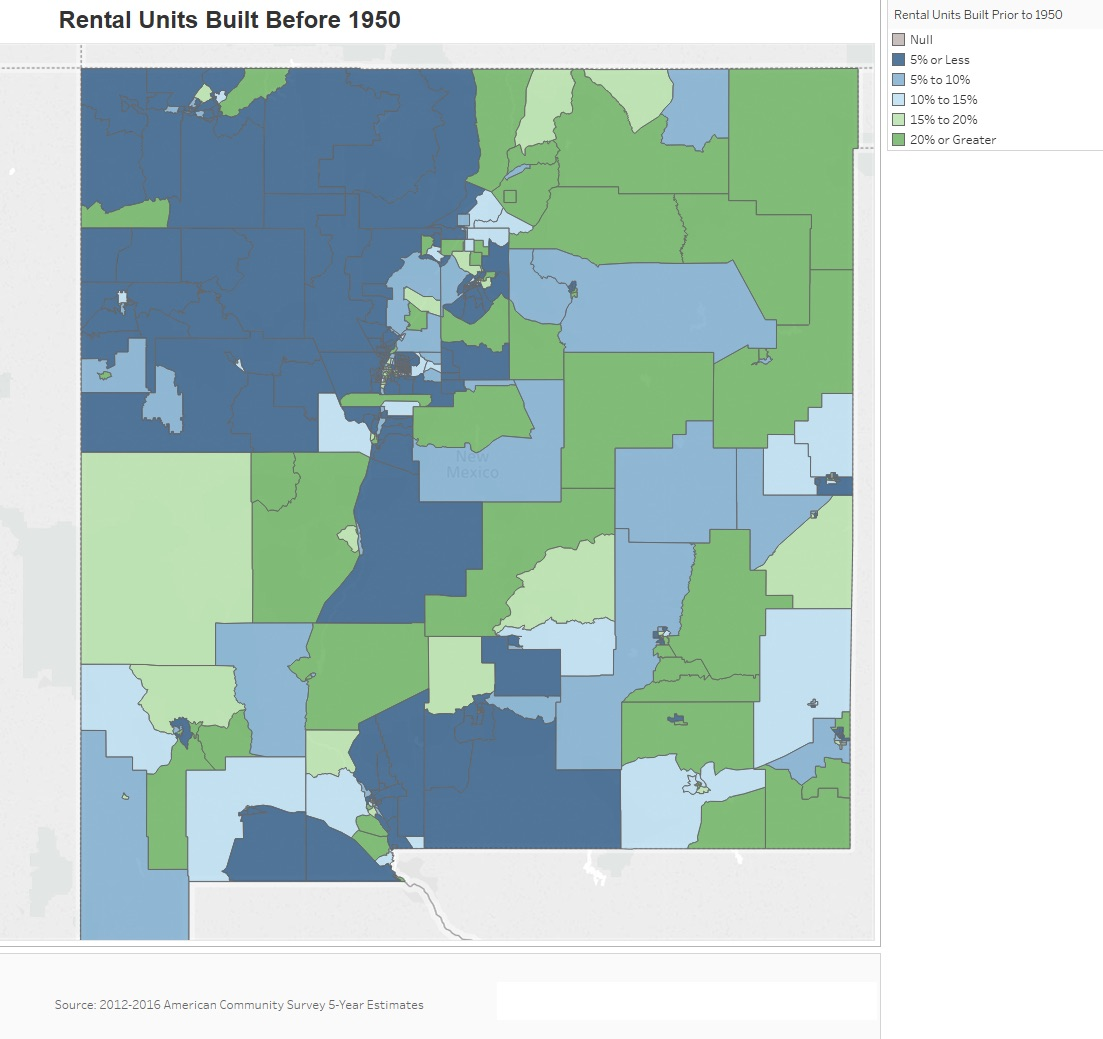 Rental Units Built Before 1950
Rental Units Built Prior to 1950
Null
5% or Less
5% to 10%
10% to 15%
15% to 20%
20% or Greater
New
Mexico
Source: 2012-2016 American Community Survey 5-Year Estimates